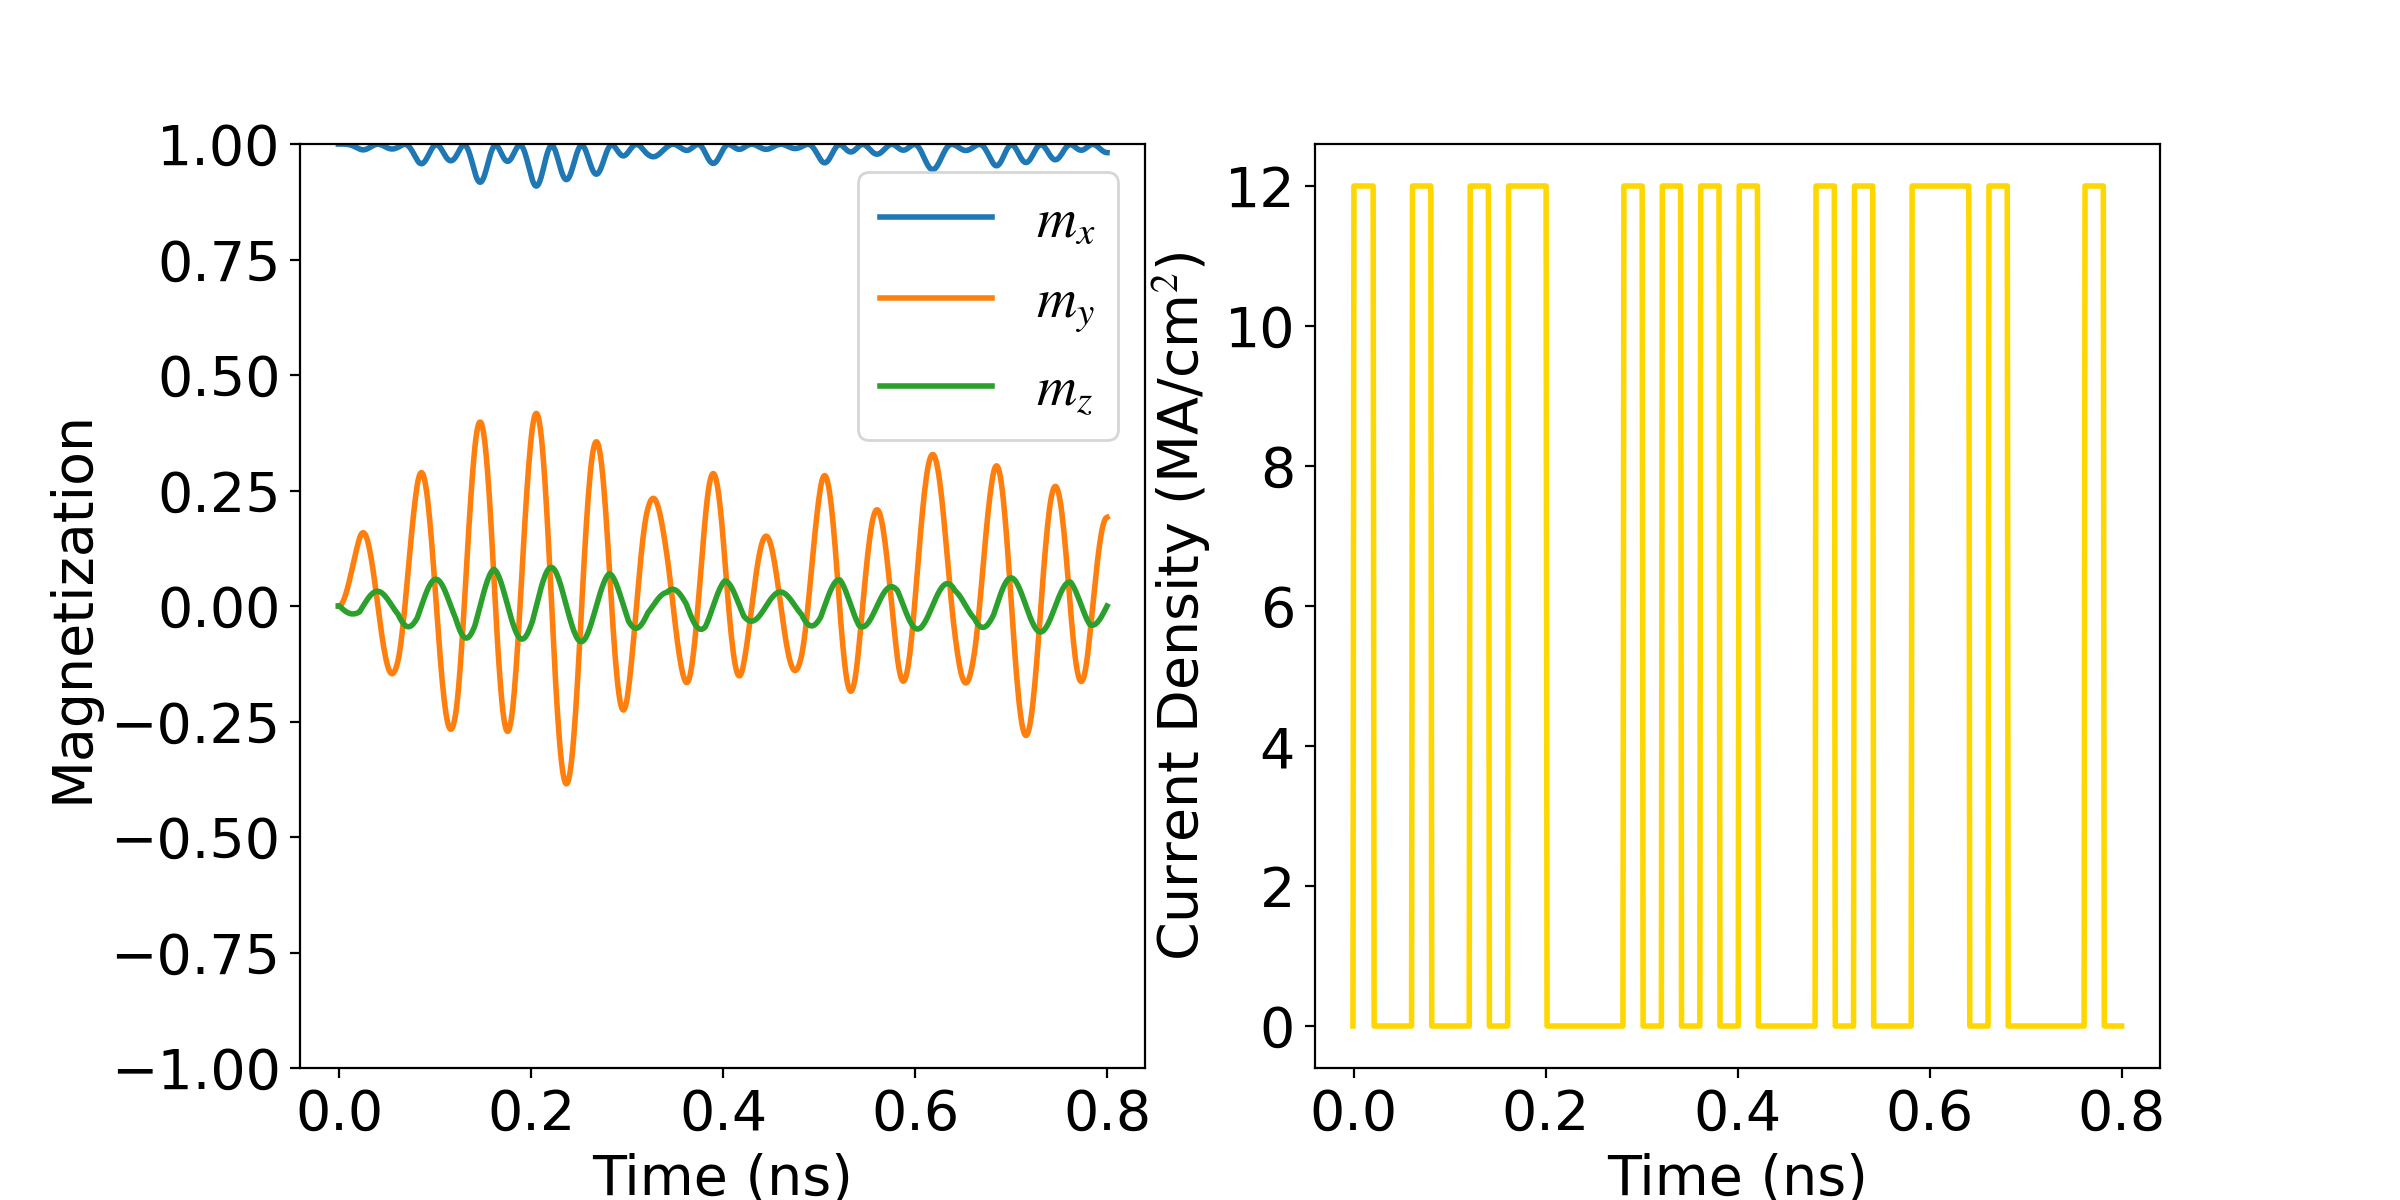 Magnetization
1.00
0.75
0.50
0.25
0.00
−0.25
−0.50
−0.75
−1.00
0.0 0.2 0.4 0.6 0.8
Time (ns)
m_x
m_y
m_z
Current Density (MA/cm²)
12
10
8
6
4
2
0
0.0 0.2 0.4 0.6 0.8
Time (ns)